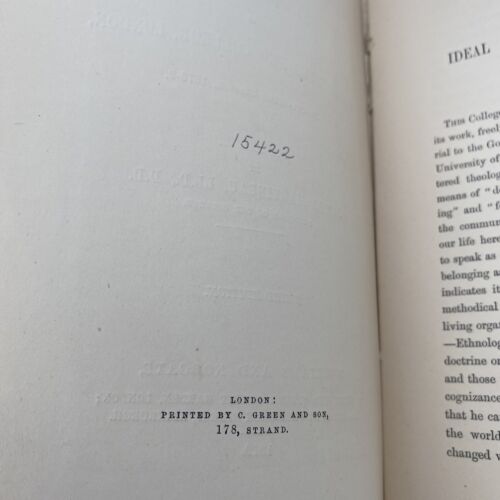 15422
LONDON:
PRINTED BY C. GREEN AND SON,
178, STRAND.
IDEAL
THIS College
its work, freel
rial to the Go
University of
tered theolog
means of "d
ing" and "f
the commun
our life here
to speak as
belonging a
indicates it
methodical
living orga
—Ethnolog
doctrine o
and those
cognizance
that he ca
the world
changed v